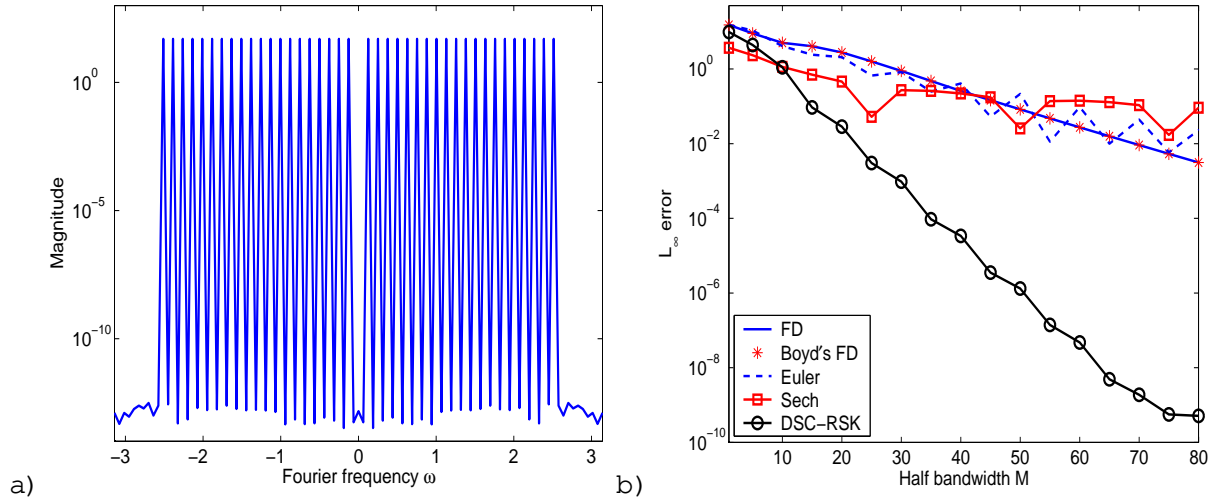 10^0
10^-5
10^-10
Magnitude
-3 -2 -1 0 1 2 3
Fourier frequency ω
a)
10^0
10^-2
10^-4
10^-6
10^-8
10^-10
L∞ error
FD
Boyd's FD
Euler
Sech
DSC-RSK
10 20 30 40 50 60 70 80
Half bandwidth M
b)